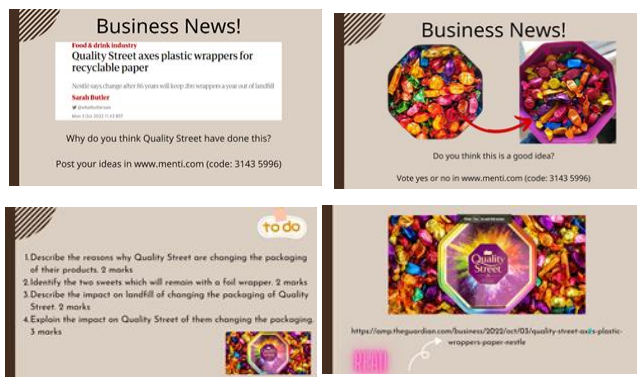 Business News!
Food & drink industry
Quality Street axes plastic wrappers for
recyclable paper
Nestlé says change after 86 years will keep 2bn wrappers a year out of landfill
Sarah Butler
Mon 3 Oct 2022 11.43 BST
Why do you think Quality Street have done this?
Post your ideas in www.menti.com (code: 3143 5996)
Business News!
Do you think this is a good idea?
Vote yes or no in www.menti.com (code: 3143 5996)
to do
1.Describe the reasons why Quality Street are changing the packaging
of their products. 2 marks
2.Identify the two sweets which will remain with a foil wrapper. 2 marks
3.Describe the impact on landfill of changing the packaging of Quality
Street. 2 marks
4.Explain the impact on Quality Street of them changing the packaging.
3 marks
Quality
Street
https://amp.theguardian.com/business/2022/oct/03/quality-street-axes-plastic-
wrappers-paper-nestle
READ